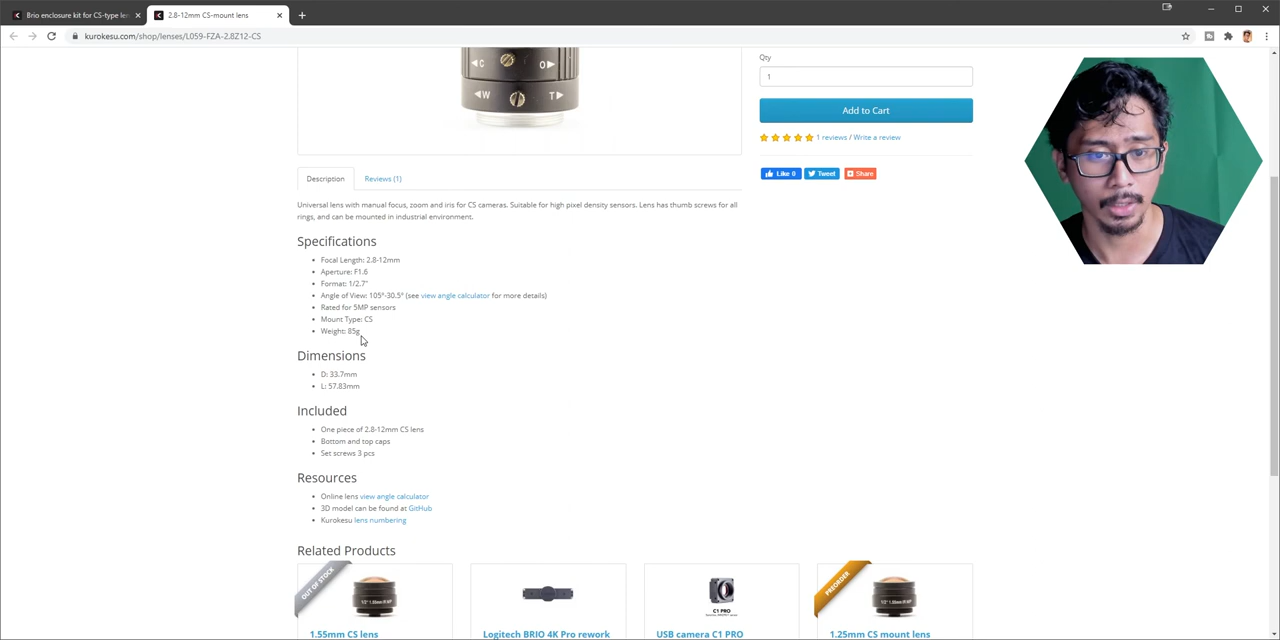 Brio enclosure kit for CS-type le
2.8-12mm CS-mount lens
kurokesu.com/shop/lenses/L059-FZA-2.8Z12-CS
C O
W T
Qty
1
Add to Cart
1 reviews / Write a review
Like 0 Tweet Share
Description Reviews (1)
Universal lens with manual focus, zoom and iris for CS cameras. Suitable for high pixel density sensors. Lens has thumb screws for all
rings, and can be mounted in industrial environment.
Specifications
Focal Length: 2.8-12mm
Aperture: F1.6
Format: 1/2.7"
Angle of View: 105°-30.5° (see view angle calculator for more details)
Rated for 5MP sensors
Mount Type: CS
Weight: 85g
Dimensions
D: 33.7mm
L: 57.83mm
Included
One piece of 2.8-12mm CS lens
Bottom and top caps
Set screws 3 pcs
Resources
Online lens view angle calculator
3D model can be found at GitHub
Kurokesu lens numbering
Related Products
OUT OF STOCK
PREORDER
C1 PRO
1.55mm CS lens
Logitech BRIO 4K Pro rework
USB camera C1 PRO
1.25mm CS mount lens